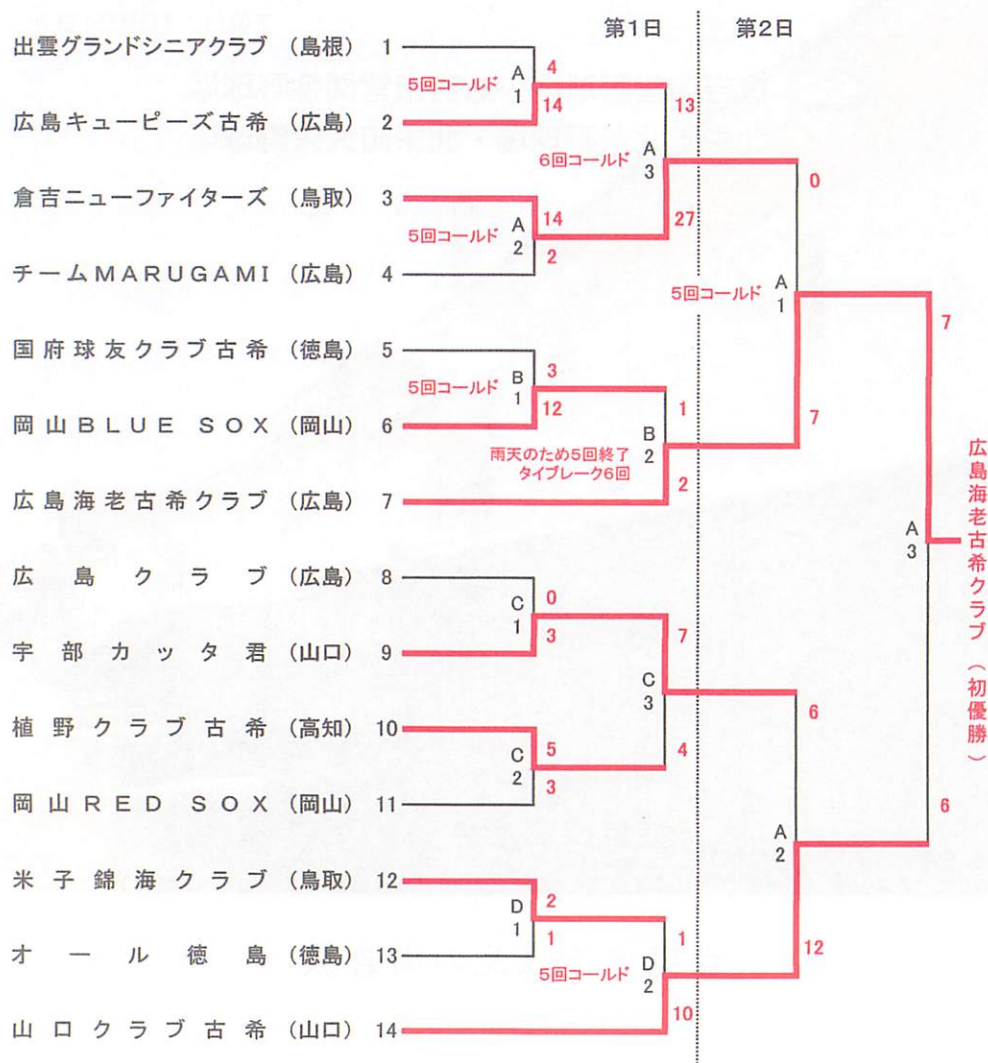 第1日 第2日
出雲グランドシニアクラブ (島根) 1
4
5回コールド A 1
14
広島キューピーズ古希 (広島) 2
13
6回コールド A 3
0
倉吉ニューファイターズ (鳥取) 3
14 27
5回コールド A 2
2
チームMARUGAMI (広島) 4
5回コールド A 1
7
国府球友クラブ古希 (徳島) 5
3
5回コールド B 1
12
岡山BLUE SOX (岡山) 6
1
7
雨天のため5回終了 B 2
タイブレーク6回
2
広島海老古希クラブ (広島) 7
広島海老古希クラブ (初優勝)
A 3
広島クラブ (広島) 8
0
C 1
3
宇部カッタ君 (山口) 9
7
C 3
6
植野クラブ古希 (高知) 10
5 4
C 2
3
岡山RED SOX (岡山) 11
6
A 2
米子錦海クラブ (鳥取) 12
2
D 1
1
1
オール徳島 (徳島) 13
12
5回コールド D 2
10
山口クラブ古希 (山口) 14